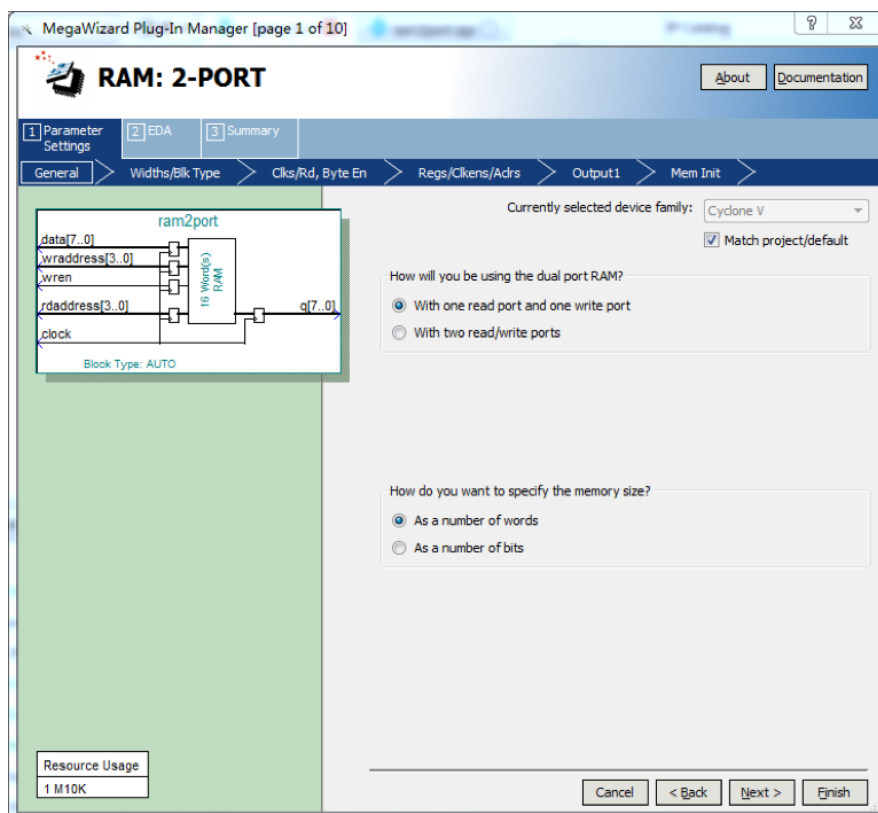 MegaWizard Plug-In Manager [page 1 of 10]
RAM: 2-PORT
About
Documentation
1 Parameter Settings
2 EDA
3 Summary
General
Widths/Blk Type
Clks/Rd, Byte En
Regs/Clkens/Adrs
Output1
Mem Init
ram2port
data[7..0]
wraddress[3..0]
wren
rdaddress[3..0]
clock
16 Word(s)
RAM
q[7..0]
Block Type: AUTO
Currently selected device family:
Cyclone V
Match project/default
How will you be using the dual port RAM?
With one read port and one write port
With two read/write ports
How do you want to specify the memory size?
As a number of words
As a number of bits
Resource Usage
1 M10K
Cancel
< Back
Next >
Finish